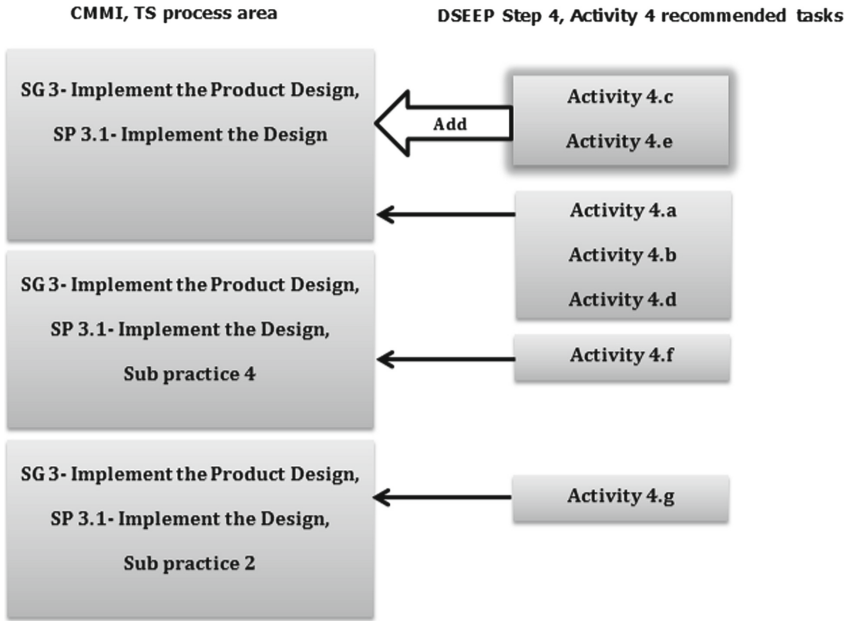 CMMI, TS process area
DSEEP Step 4, Activity 4 recommended tasks
SG 3- Implement the Product Design,
SP 3.1- Implement the Design
Add
Activity 4.c
Activity 4.e
Activity 4.a
Activity 4.b
Activity 4.d
SG 3- Implement the Product Design,
SP 3.1- Implement the Design,
Sub practice 4
Activity 4.f
SG 3- Implement the Product Design,
SP 3.1- Implement the Design,
Sub practice 2
Activity 4.g